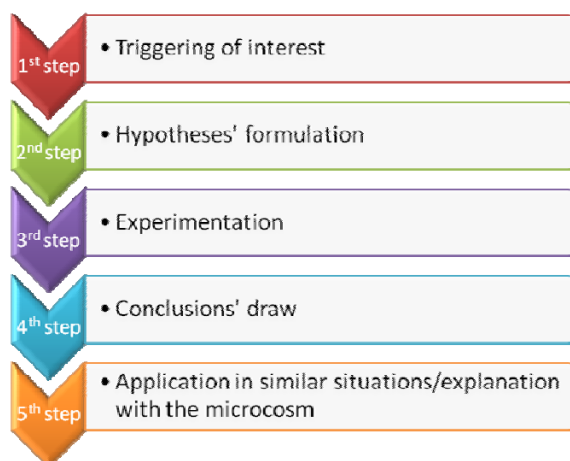 1st step
• Triggering of interest
2nd step
• Hypotheses' formulation
3rd step
• Experimentation
4th step
• Conclusions' draw
5th step
• Application in similar situations/explanation
with the microcosm